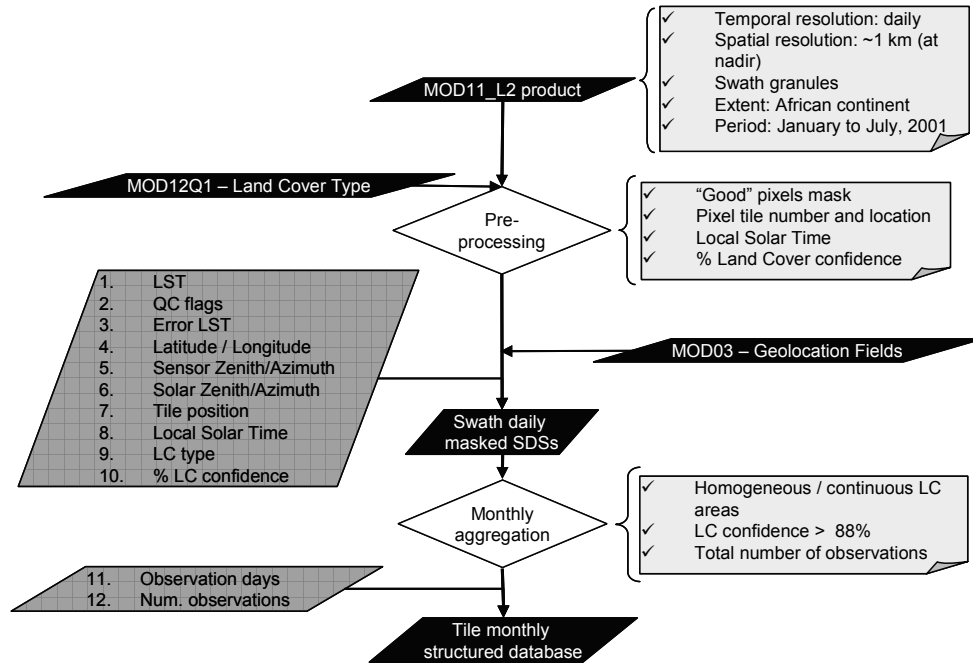 ✓ Temporal resolution: daily
✓ Spatial resolution: ~1 km (at
nadir)
✓ Swath granules
✓ Extent: African continent
✓ Period: January to July, 2001
MOD11_L2 product
MOD12Q1 – Land Cover Type
Pre-
processing
✓ “Good” pixels mask
✓ Pixel tile number and location
✓ Local Solar Time
✓ % Land Cover confidence
1. LST
2. QC flags
3. Error LST
4. Latitude / Longitude
5. Sensor Zenith/Azimuth
6. Solar Zenith/Azimuth
7. Tile position
8. Local Solar Time
9. LC type
10. % LC confidence
MOD03 – Geolocation Fields
Swath daily
masked SDSs
Monthly
aggregation
✓ Homogeneous / continuous LC
areas
✓ LC confidence > 88%
✓ Total number of observations
11. Observation days
12. Num. observations
Tile monthly
structured database